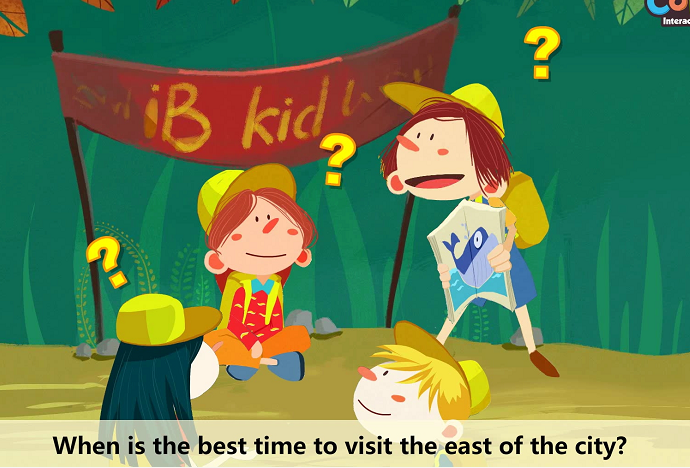 iB kid
When is the best time to visit the east of the city?